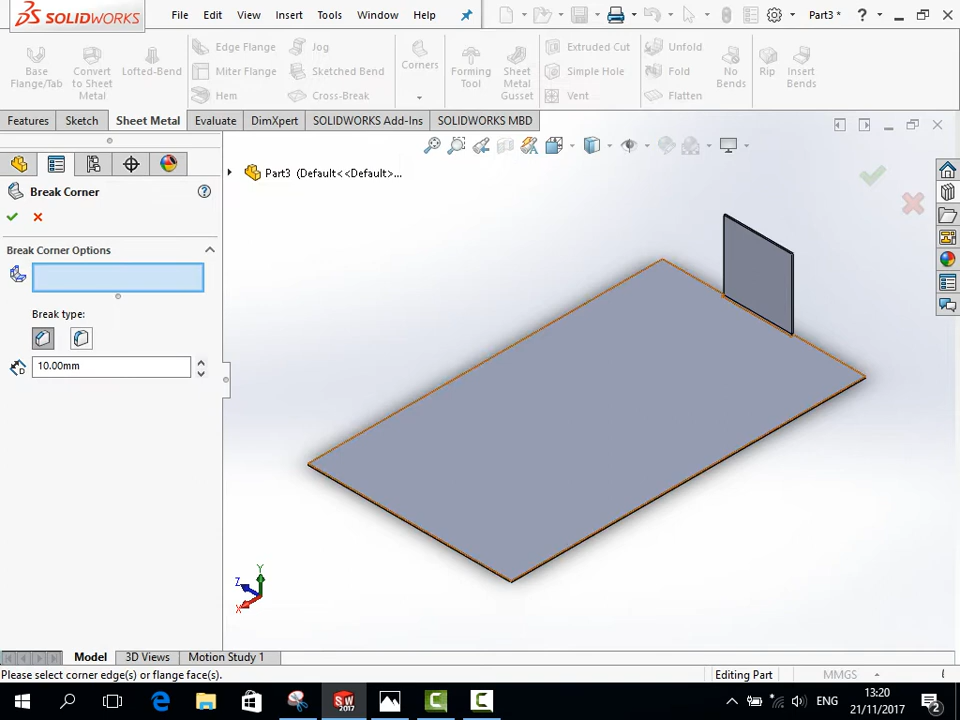 SOLIDWORKS File Edit View Insert Tools Window Help Part3 * ?
Base Flange/Tab
Convert to Sheet Metal
Lofted-Bend
Edge Flange
Miter Flange
Hem
Jog
Sketched Bend
Cross-Break
Corners
Forming Tool
Sheet Metal Gusset
Extruded Cut
Simple Hole
Vent
Unfold
Fold
Flatten
No Bends
Rip
Insert Bends
Features Sketch Sheet Metal Evaluate DimXpert SOLIDWORKS Add-Ins SOLIDWORKS MBD
Part3 (Default<<Default>...
Break Corner ?
Break Corner Options
Break type:
10.00mm
Y
Z
X
Model 3D Views Motion Study 1
Please select corner edge(s) or flange face(s). Editing Part MMGS
SW 2017
ENG
13:20
21/11/2017
2